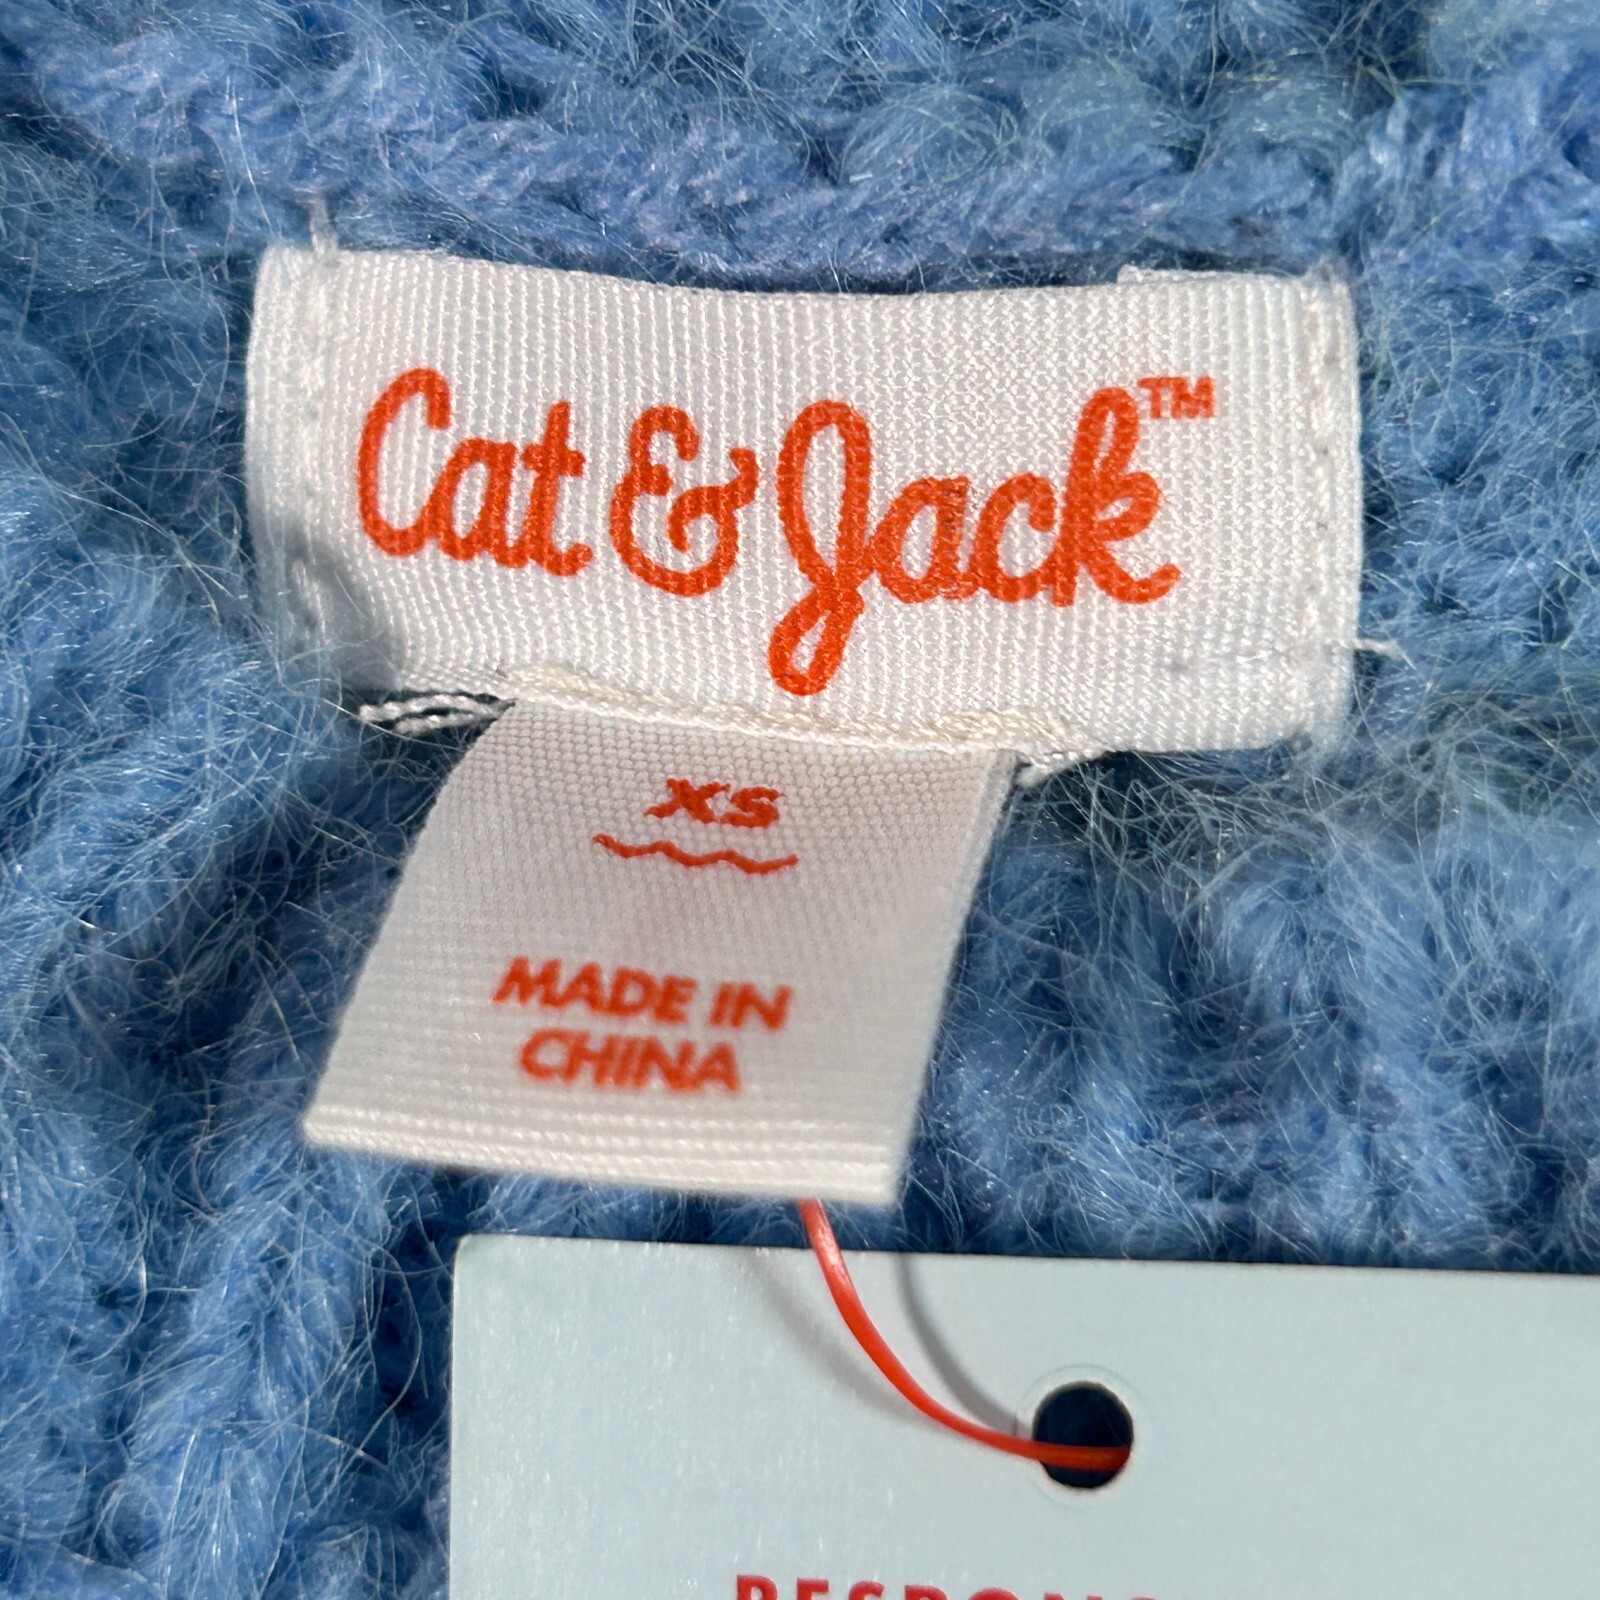 Cat & Jack™
XS
MADE IN
CHINA